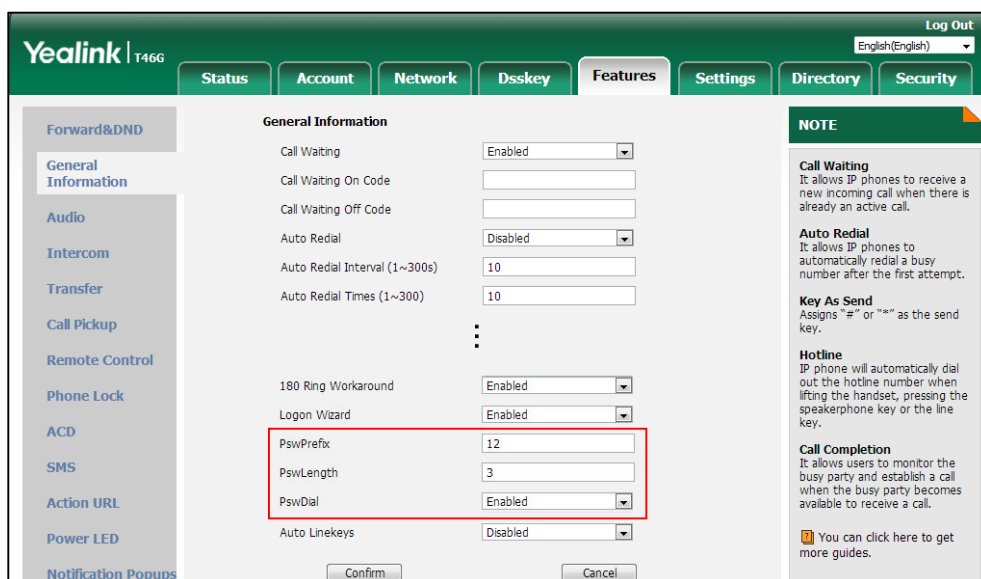 Log Out
Yealink | T46G
English(English)
Status Account Network Dsskey Features Settings Directory Security
Forward&DND
General
Information
Audio
Intercom
Transfer
Call Pickup
Remote Control
Phone Lock
ACD
SMS
Action URL
Power LED
Notification Popups
General Information
Call Waiting Enabled
Call Waiting On Code
Call Waiting Off Code
Auto Redial Disabled
Auto Redial Interval (1~300s) 10
Auto Redial Times (1~300) 10
⋮
180 Ring Workaround Enabled
Logon Wizard Enabled
PswPrefix 12
PswLength 3
PswDial Enabled
Auto Linekeys Disabled
Confirm Cancel
NOTE
Call Waiting
It allows IP phones to receive a
new incoming call when there is
already an active call.
Auto Redial
It allows IP phones to
automatically redial a busy
number after the first attempt.
Key As Send
Assigns "#" or "*" as the send
key.
Hotline
IP phone will automatically dial
out the hotline number when
lifting the handset, pressing the
speakerphone key or the line
key.
Call Completion
It allows users to monitor the
busy party and establish a call
when the busy party becomes
available to receive a call.
You can click here to get
more guides.